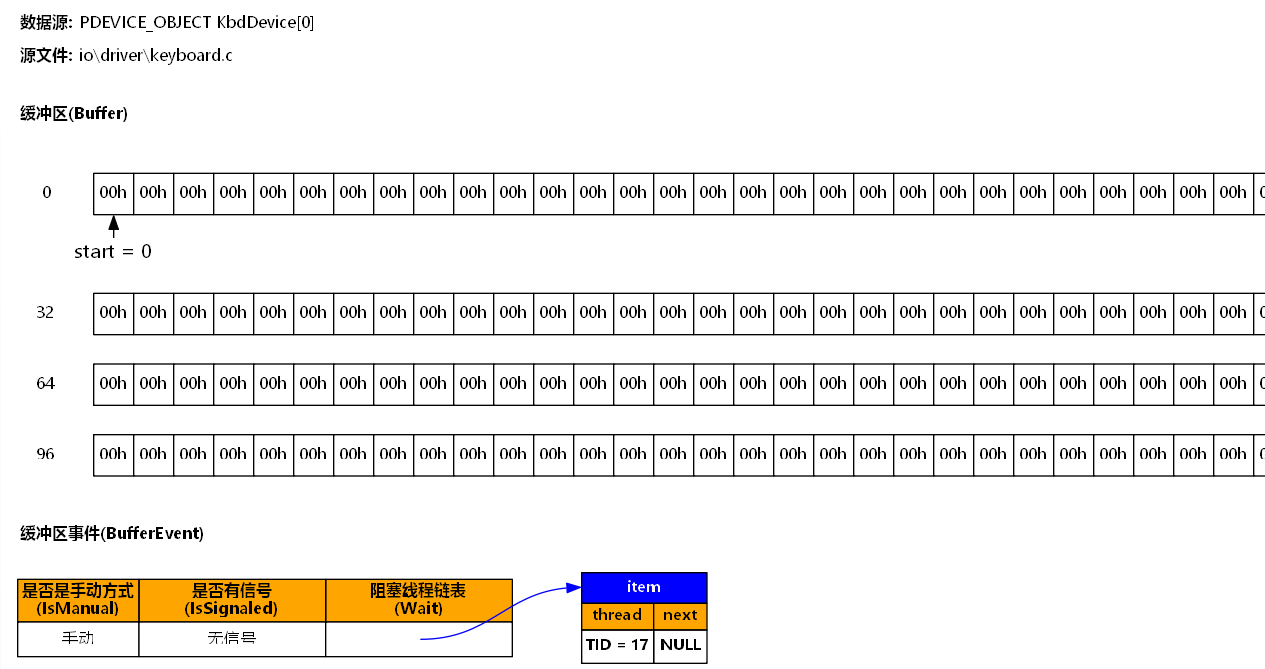 数据源: PDEVICE_OBJECT KbdDevice[0]
源文件: io\driver\keyboard.c
缓冲区(Buffer)
0 00h 00h 00h 00h 00h 00h 00h 00h 00h 00h 00h 00h 00h 00h 00h 00h 00h 00h 00h 00h 00h 00h 00h 00h 00h 00h 00h 00h 00h
start = 0
32 00h 00h 00h 00h 00h 00h 00h 00h 00h 00h 00h 00h 00h 00h 00h 00h 00h 00h 00h 00h 00h 00h 00h 00h 00h 00h 00h 00h 00h
64 00h 00h 00h 00h 00h 00h 00h 00h 00h 00h 00h 00h 00h 00h 00h 00h 00h 00h 00h 00h 00h 00h 00h 00h 00h 00h 00h 00h 00h
96 00h 00h 00h 00h 00h 00h 00h 00h 00h 00h 00h 00h 00h 00h 00h 00h 00h 00h 00h 00h 00h 00h 00h 00h 00h 00h 00h 00h 00h
缓冲区事件(BufferEvent)
是否是手动方式 是否有信号 阻塞线程链表
(IsManual) (IsSignaled) (Wait)
手动 无信号
item
thread next
TID = 17 NULL